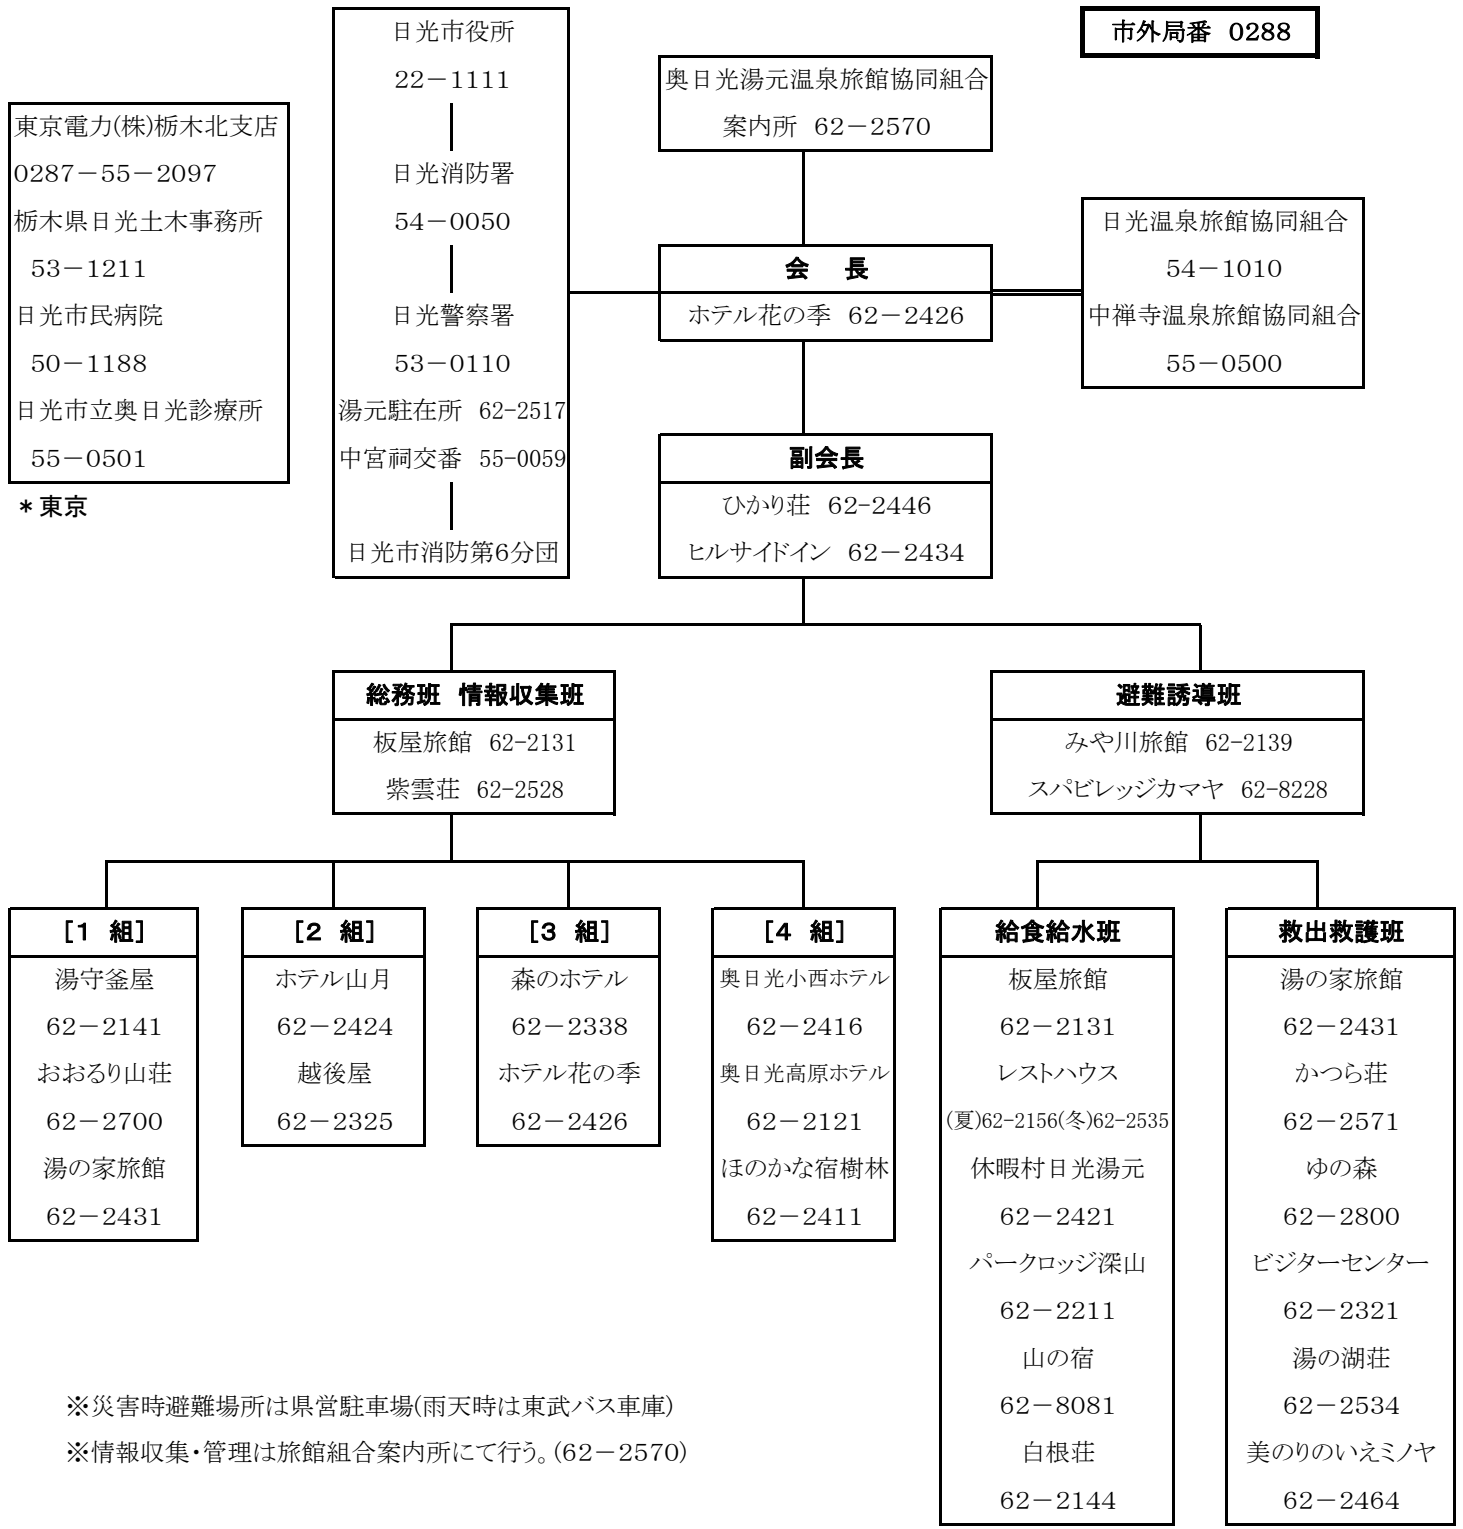 市外局番 0288
日光市役所
22－1111
日光消防署
54－0050
日光警察署
53－0110
湯元駐在所 62-2517
中宮祠交番 55-0059
日光市消防第6分団
奥日光湯元温泉旅館協同組合
案内所 62－2570
東京電力(株)栃木北支店
0287－55－2097
栃木県日光土木事務所
53－1211
日光市民病院
50－1188
日光市立奥日光診療所
55－0501
＊東京
会　長
ホテル花の季 62－2426
日光温泉旅館協同組合
54－1010
中禅寺温泉旅館協同組合
55－0500
副会長
ひかり荘 62-2446
ヒルサイドイン 62－2434
総務班 情報収集班
板屋旅館 62-2131
紫雲荘 62-2528
避難誘導班
みや川旅館 62-2139
スパビレッジカマヤ 62-8228
［1 組］
湯守釜屋
62－2141
おおるり山荘
62－2700
湯の家旅館
62－2431
［2 組］
ホテル山月
62－2424
越後屋
62－2325
［3 組］
森のホテル
62－2338
ホテル花の季
62－2426
［4 組］
奥日光小西ホテル
62－2416
奥日光高原ホテル
62－2121
ほのかな宿樹林
62－2411
給食給水班
板屋旅館
62－2131
レストハウス
(夏)62-2156(冬)62-2535
休暇村日光湯元
62－2421
パークロッジ深山
62－2211
山の宿
62－8081
白根荘
62－2144
救出救護班
湯の家旅館
62－2431
かつら荘
62－2571
ゆの森
62－2800
ビジターセンター
62－2321
湯の湖荘
62－2534
美のりのいえミノヤ
62－2464
※災害時避難場所は県営駐車場(雨天時は東武バス車庫)
※情報収集・管理は旅館組合案内所にて行う。(62－2570)